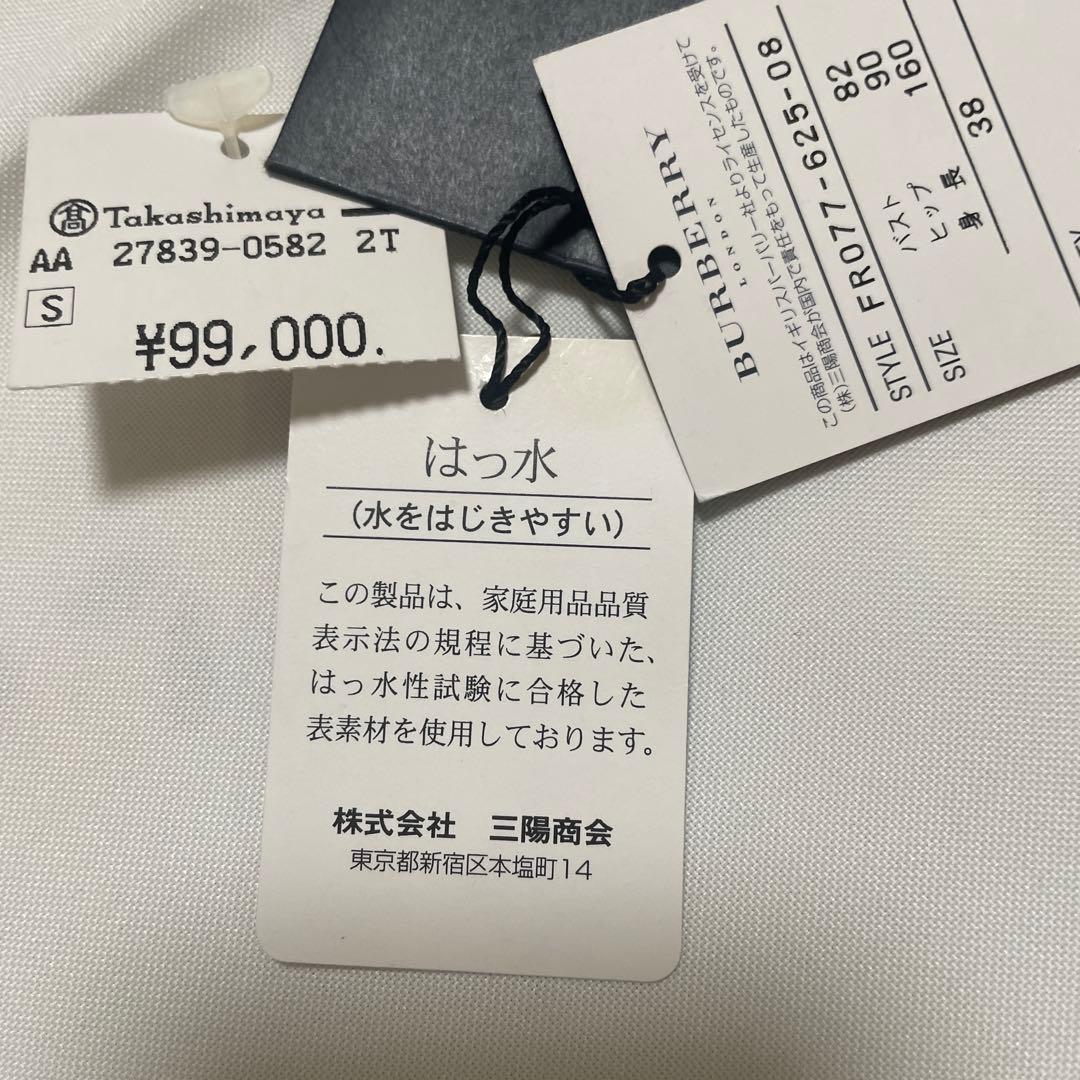 髙 Takashimaya
AA 27839-0582 2T
S
¥99,000.
BURBERRY
LONDON
この商品はイギリスバーバリー社よりライセンスを受けて
(株)三陽商会が国内で責任をもって生産したものです。
STYLE FR077-625-08
バスト 82
ヒップ 90
身長 160
SIZE 38
はっ水
(水をはじきやすい)
この製品は、家庭用品品質
表示法の規程に基づいた、
はっ水性試験に合格した
表素材を使用しております。
株式会社 三陽商会
東京都新宿区本塩町14